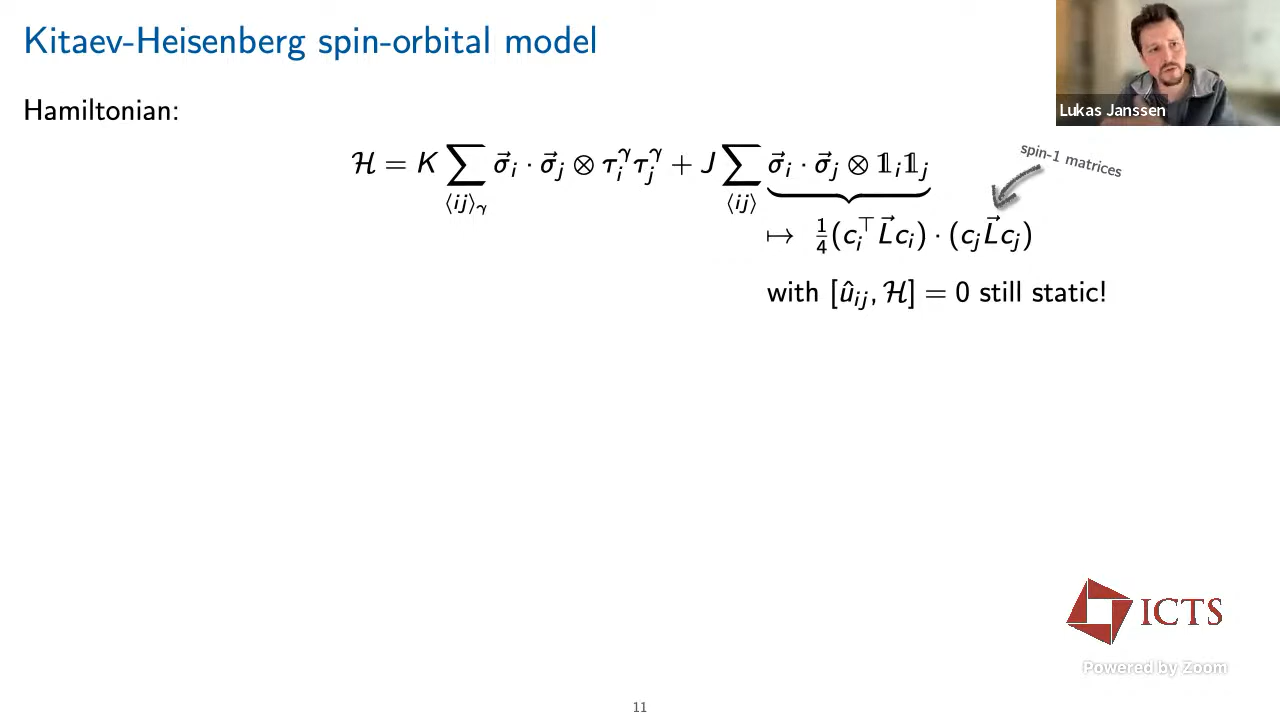 Kitaev-Heisenberg spin-orbital model
Lukas Janssen
Hamiltonian:
ℋ = K ∑⟨ij⟩γ σ⃗i · σ⃗j ⊗ τiγ τjγ + J ∑⟨ij⟩ σ⃗i · σ⃗j ⊗ 𝟙i𝟙j
spin-1 matrices
↦ 1/4 (ci⊤ L⃗ ci) · (cj L⃗ cj)
with [ûij, ℋ] = 0 still static!
ICTS
Powered by Zoom
11